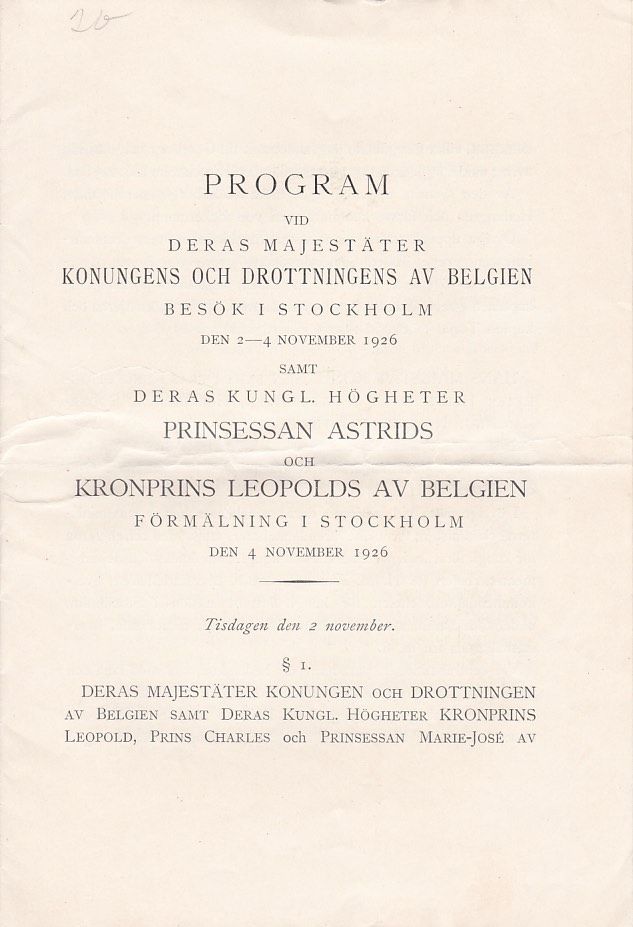 PROGRAM
VID
DERAS MAJESTÄTER
KONUNGENS OCH DROTTNINGENS AV BELGIEN
BESÖK I STOCKHOLM
DEN 2—4 NOVEMBER 1926
SAMT
DERAS KUNGL. HÖGHETER
PRINSESSAN ASTRIDS
OCH
KRONPRINS LEOPOLDS AV BELGIEN
FÖRMÄLNING I STOCKHOLM
DEN 4 NOVEMBER 1926
Tisdagen den 2 november.
§ 1.
DERAS MAJESTÄTER KONUNGEN OCH DROTTNINGEN
AV BELGIEN SAMT DERAS KUNGL. HÖGHETER KRONPRINS
LEOPOLD, PRINS CHARLES och PRINSESSAN MARIE-JOSÉ AV